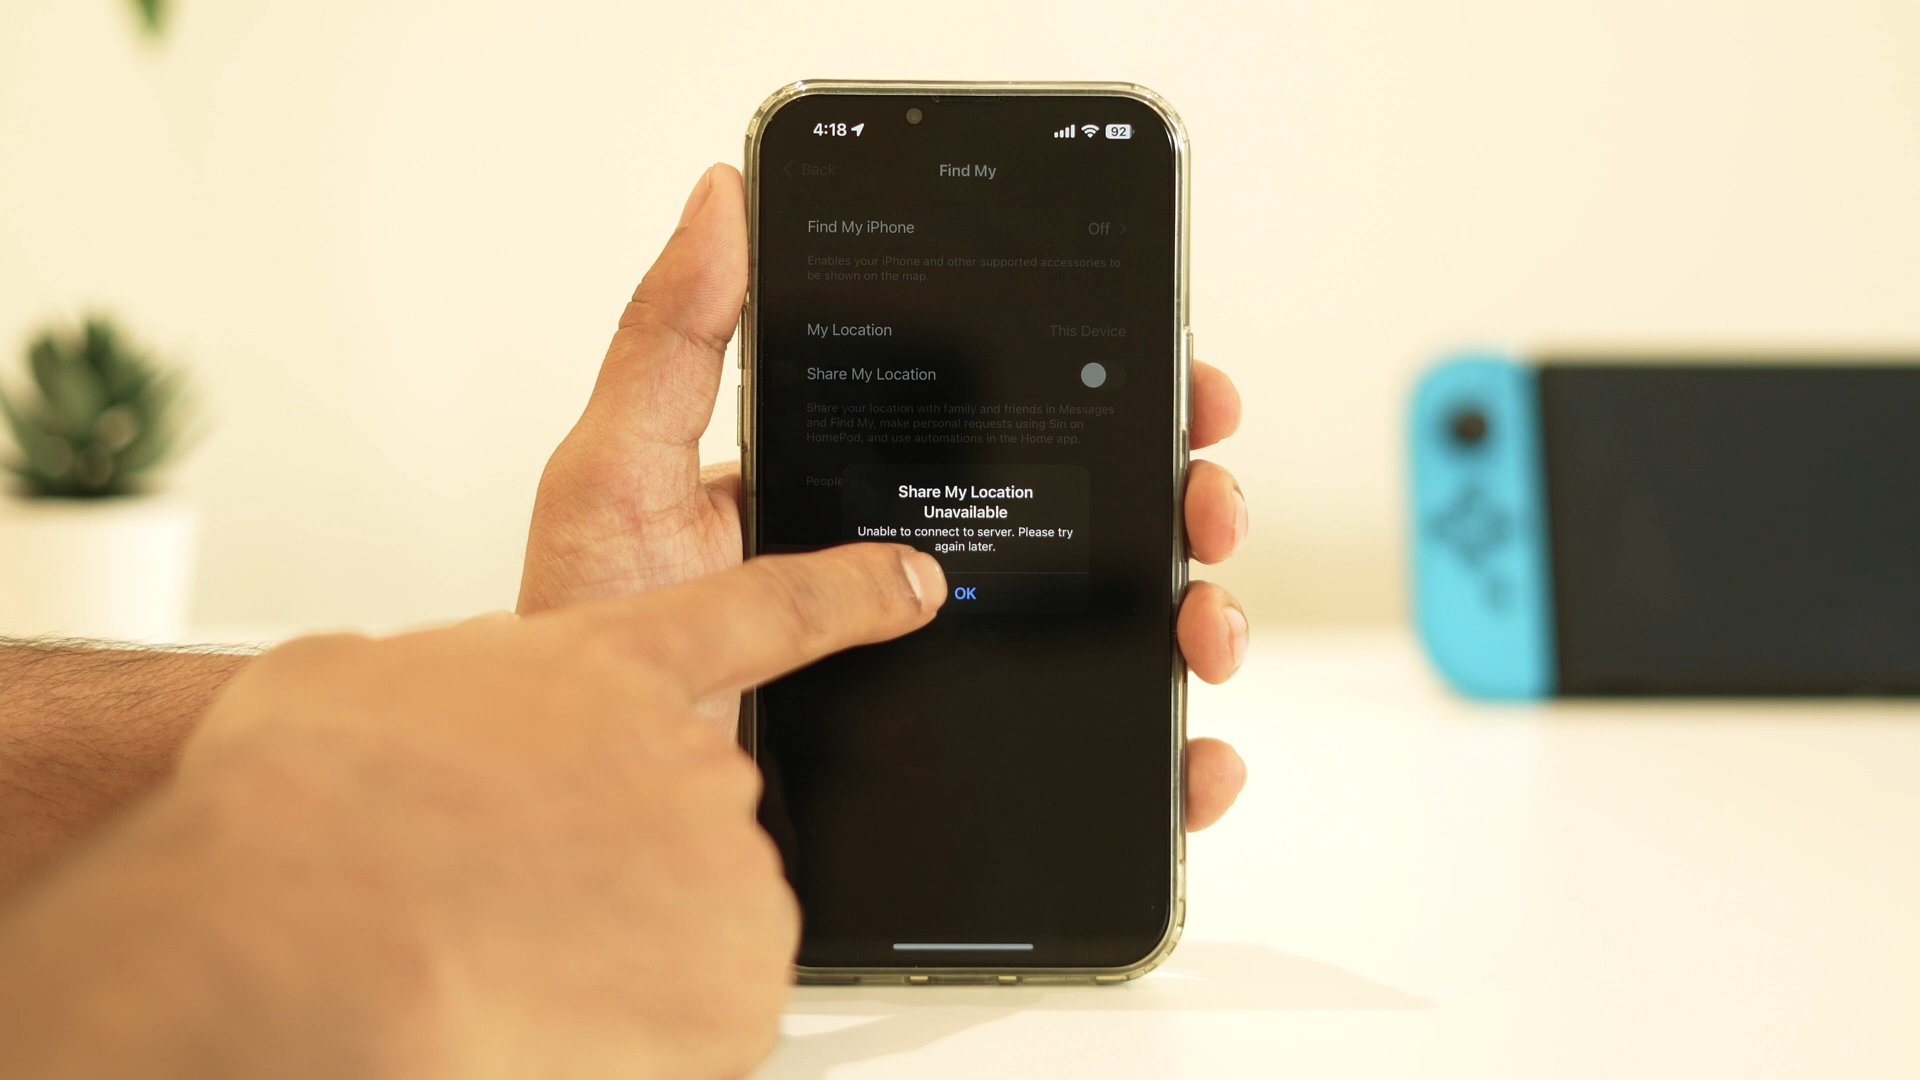 4:18
92
Back
Find My
Find My iPhone
Off
Enables your iPhone and other supported accessories to
be shown on the map.
My Location
This Device
Share My Location
Share your location with family and friends in Messages
and Find My, make personal requests using Siri on
HomePod, and use automations in the Home app.
People
Share My Location
Unavailable
Unable to connect to server. Please try
again later.
OK